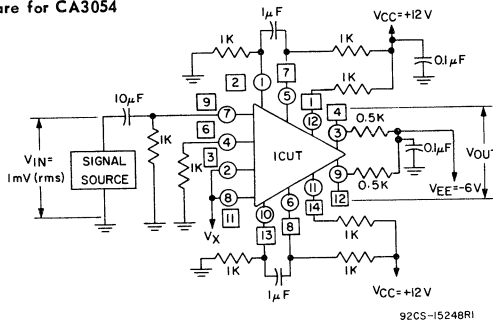 are for CA3054
1μF
VCC=+12V
1K
1K
0.1μF
1K
2
7
1
5
1
10μF
9
7
12
4
3
0.5K
6
4
VIN=
1mV(rms)
SIGNAL
SOURCE
1K
1K
3
2
ICUT
0.1μF
VOUT
9
0.5K
VEE=-6V
8
11
10
6
11
12
VX
13
8
14
1K
1K
1K
1μF
VCC=+12V
92CS-15248R1